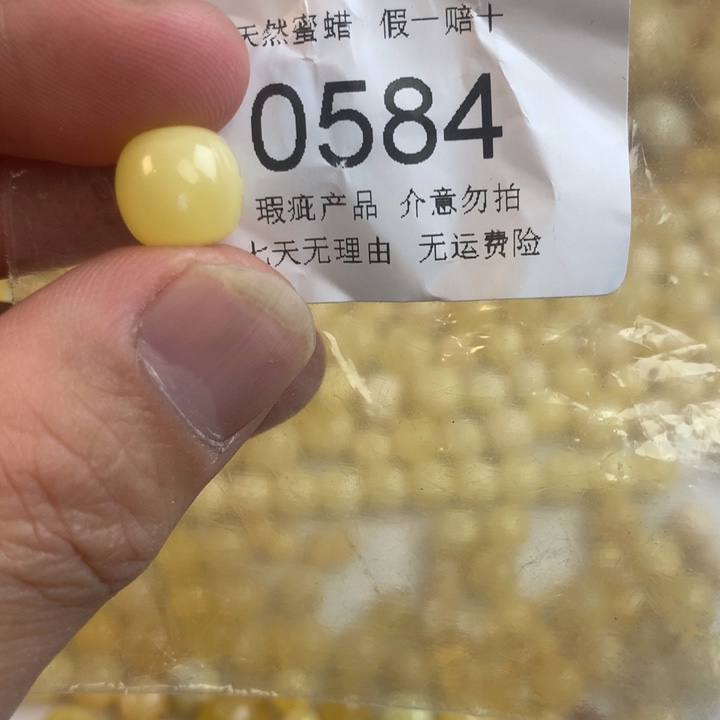 天然蜜蜡 假一赔十
0584
瑕疵产品 介意勿拍
七天无理由 无运费险